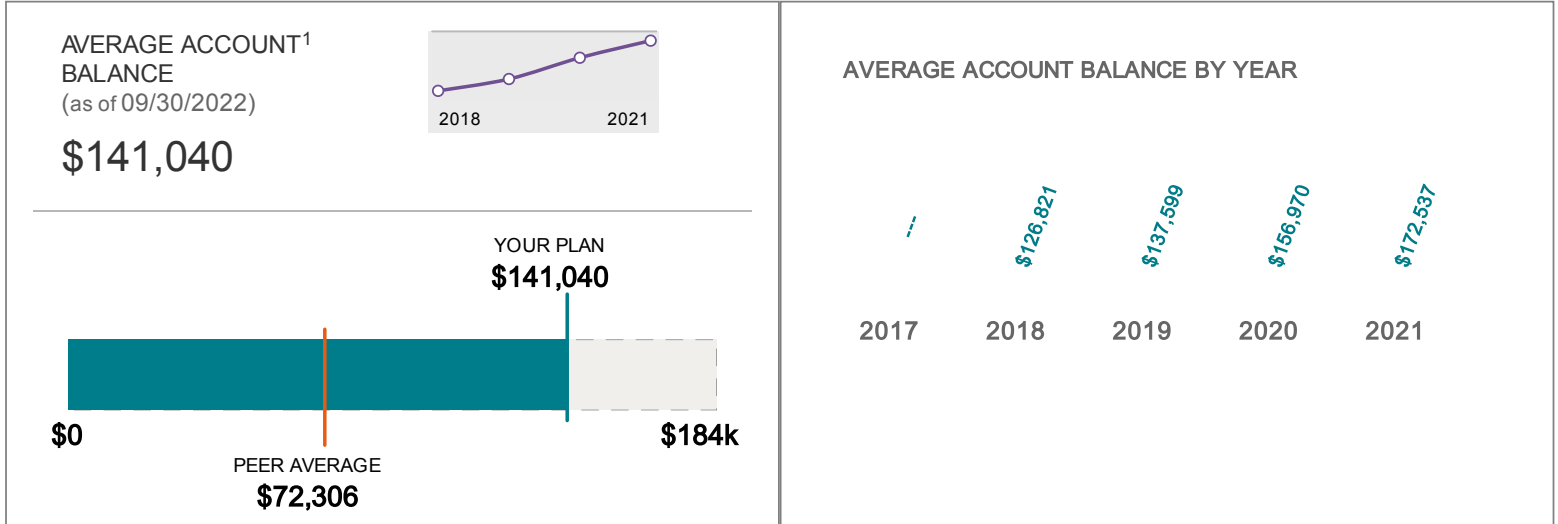 AVERAGE ACCOUNT1
BALANCE
(as of 09/30/2022)
$141,040
2018 2021
YOUR PLAN
$141,040
$0 $184k
PEER AVERAGE
$72,306
AVERAGE ACCOUNT BALANCE BY YEAR
--- $126,821 $137,599 $156,970 $172,537
2017 2018 2019 2020 2021